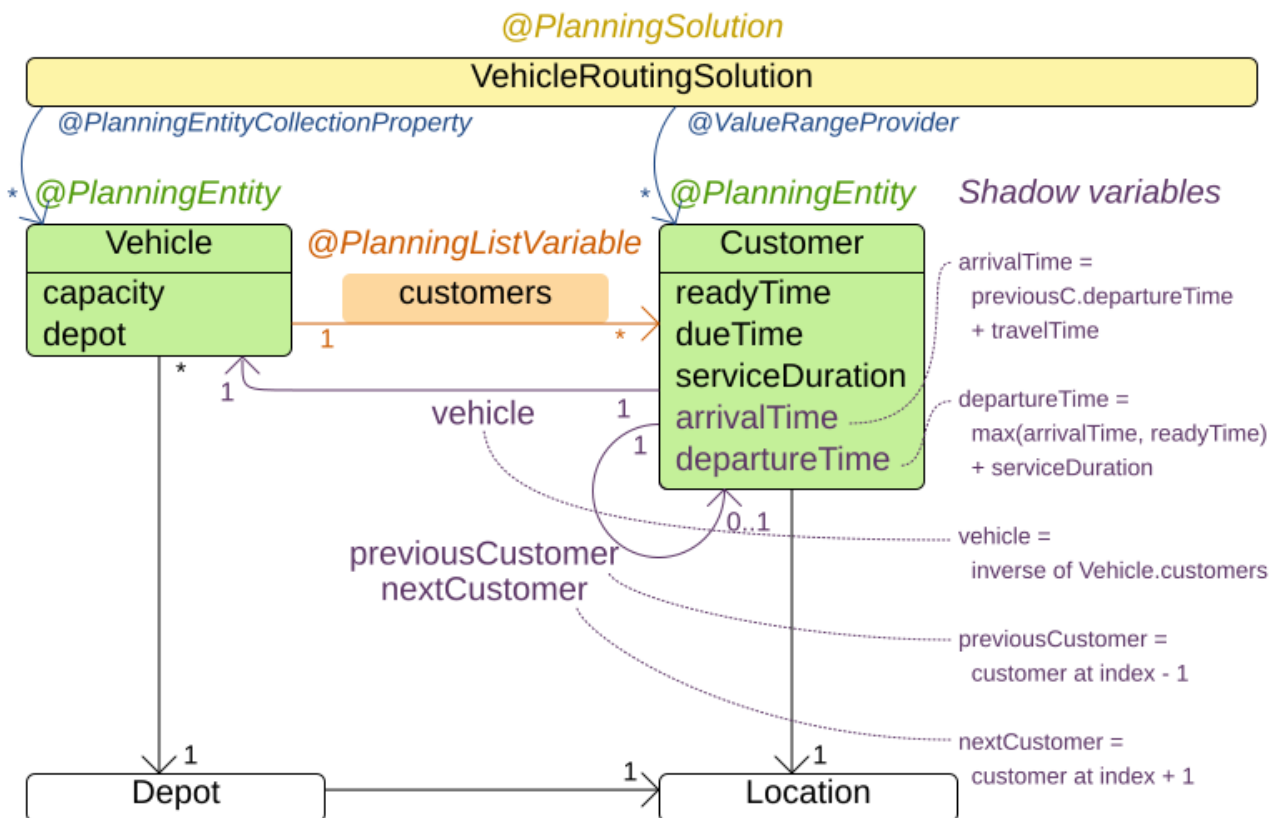 @PlanningSolution
VehicleRoutingSolution
@PlanningEntityCollectionProperty
@ValueRangeProvider
*
@PlanningEntity
*
@PlanningEntity
Shadow variables
Vehicle
capacity
depot
@PlanningListVariable
customers
1
*
Customer
readyTime
dueTime
serviceDuration
arrivalTime
departureTime
arrivalTime =
previousC.departureTime
+ travelTime
departureTime =
max(arrivalTime, readyTime)
+ serviceDuration
*
1
vehicle
1
1
0..1
previousCustomer
nextCustomer
vehicle =
inverse of Vehicle.customers
previousCustomer =
customer at index - 1
nextCustomer =
customer at index + 1
1
Depot
1
1
Location